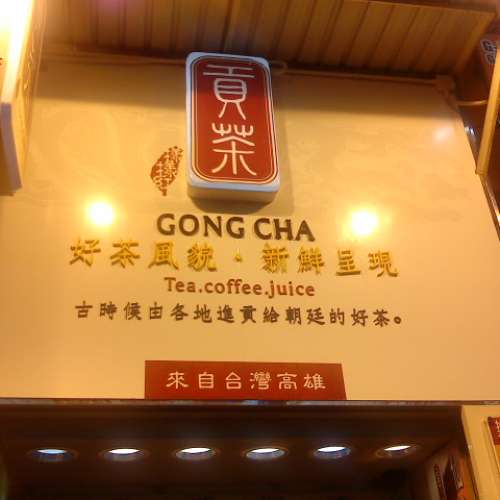 貢茶
GONG CHA
好茶風貌・新鮮呈現
Tea.coffee.juice
古時候由各地進貢給朝廷的好茶。
來自台灣高雄